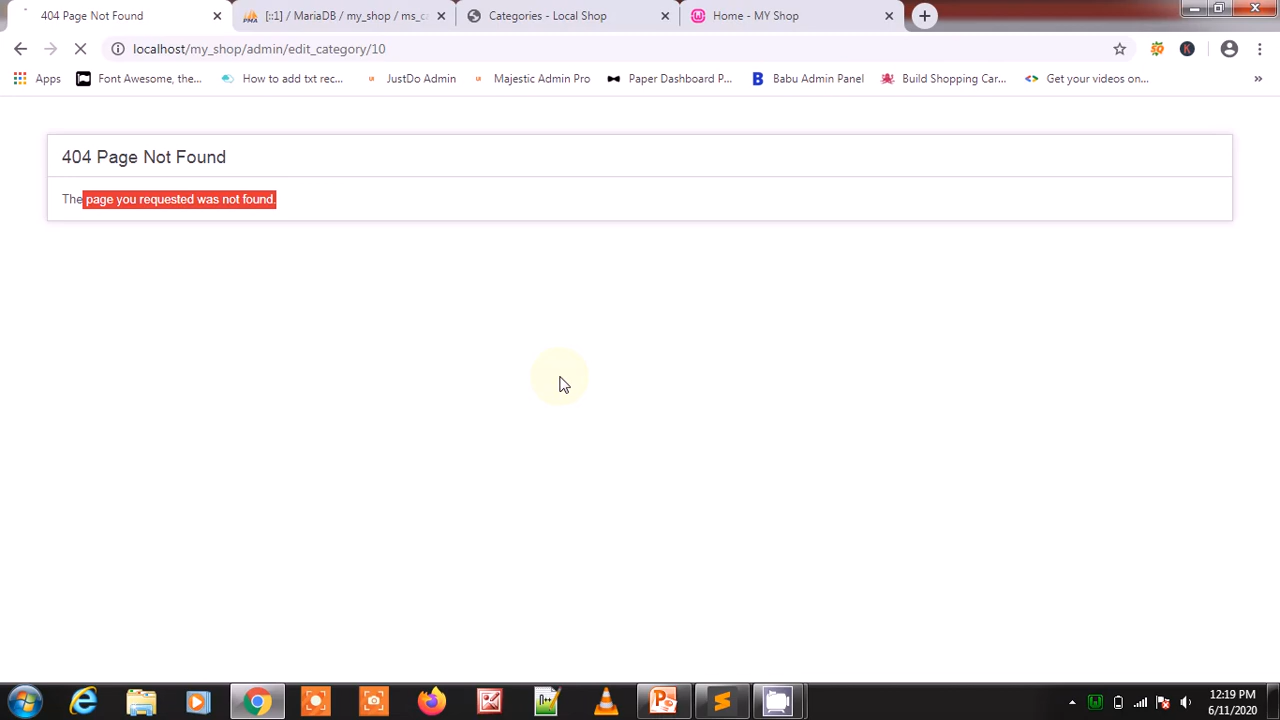 404 Page Not Found
[::1] / MariaDB / my_shop / ms_ca
Categories - Local Shop
Home - MY Shop
localhost/my_shop/admin/edit_category/10
Apps
Font Awesome, the...
How to add txt rec...
JustDo Admin
Majestic Admin Pro
Paper Dashboard P...
Babu Admin Panel
Build Shopping Car...
Get your videos on...
»
404 Page Not Found
The page you requested was not found.
12:19 PM
6/11/2020